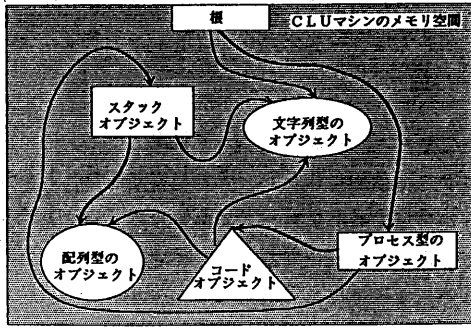 根
CLUマシンのメモリ空間
スタック
オブジェクト
文字列型の
オブジェクト
配列型の
オブジェクト
コード
オブジェクト
プロセス型の
オブジェクト